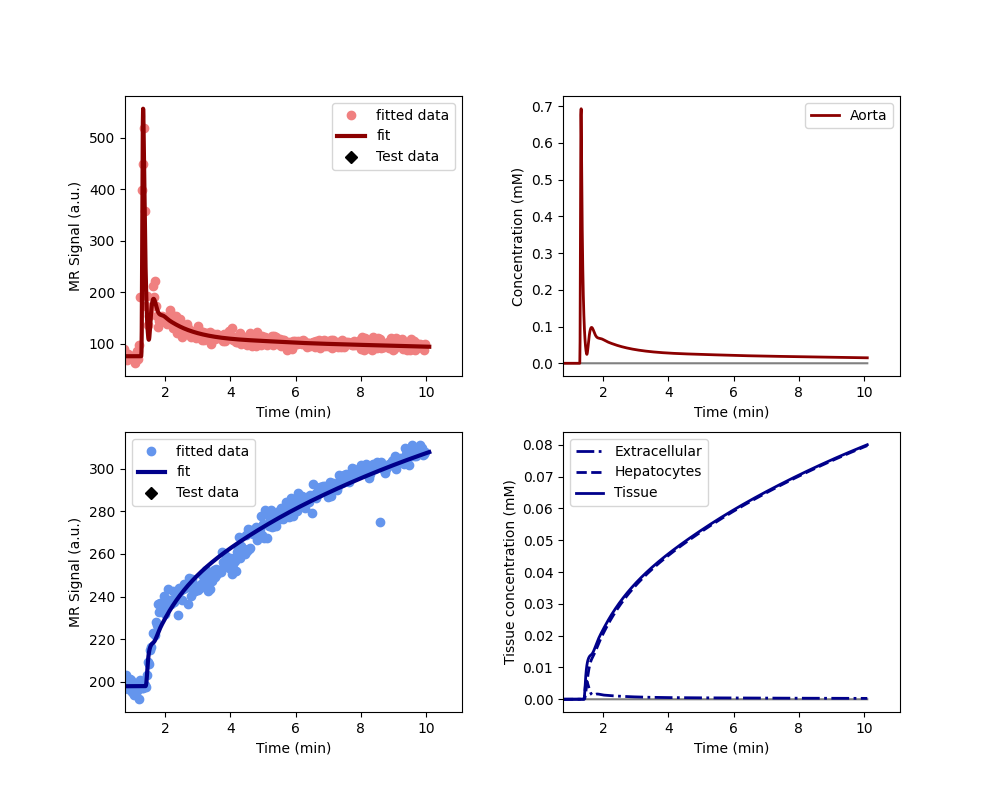 fitted data
fit
Test data
500
400
300
200
100
MR Signal (a.u.)
2
4
6
8
10
Time (min)
Aorta
0.7
0.6
0.5
0.4
0.3
0.2
0.1
0.0
Concentration (mM)
2
4
6
8
10
Time (min)
fitted data
fit
Test data
300
280
260
240
220
200
MR Signal (a.u.)
2
4
6
8
10
Time (min)
Extracellular
Hepatocytes
Tissue
0.08
0.07
0.06
0.05
0.04
0.03
0.02
0.01
0.00
Tissue concentration (mM)
2
4
6
8
10
Time (min)